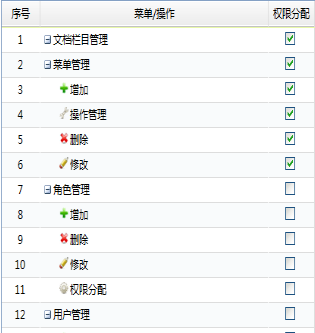 序号 菜单/操作 权限分配
1 文档栏目管理
2 菜单管理
3 增加
4 操作管理
5 删除
6 修改
7 角色管理
8 增加
9 删除
10 修改
11 权限分配
12 用户管理